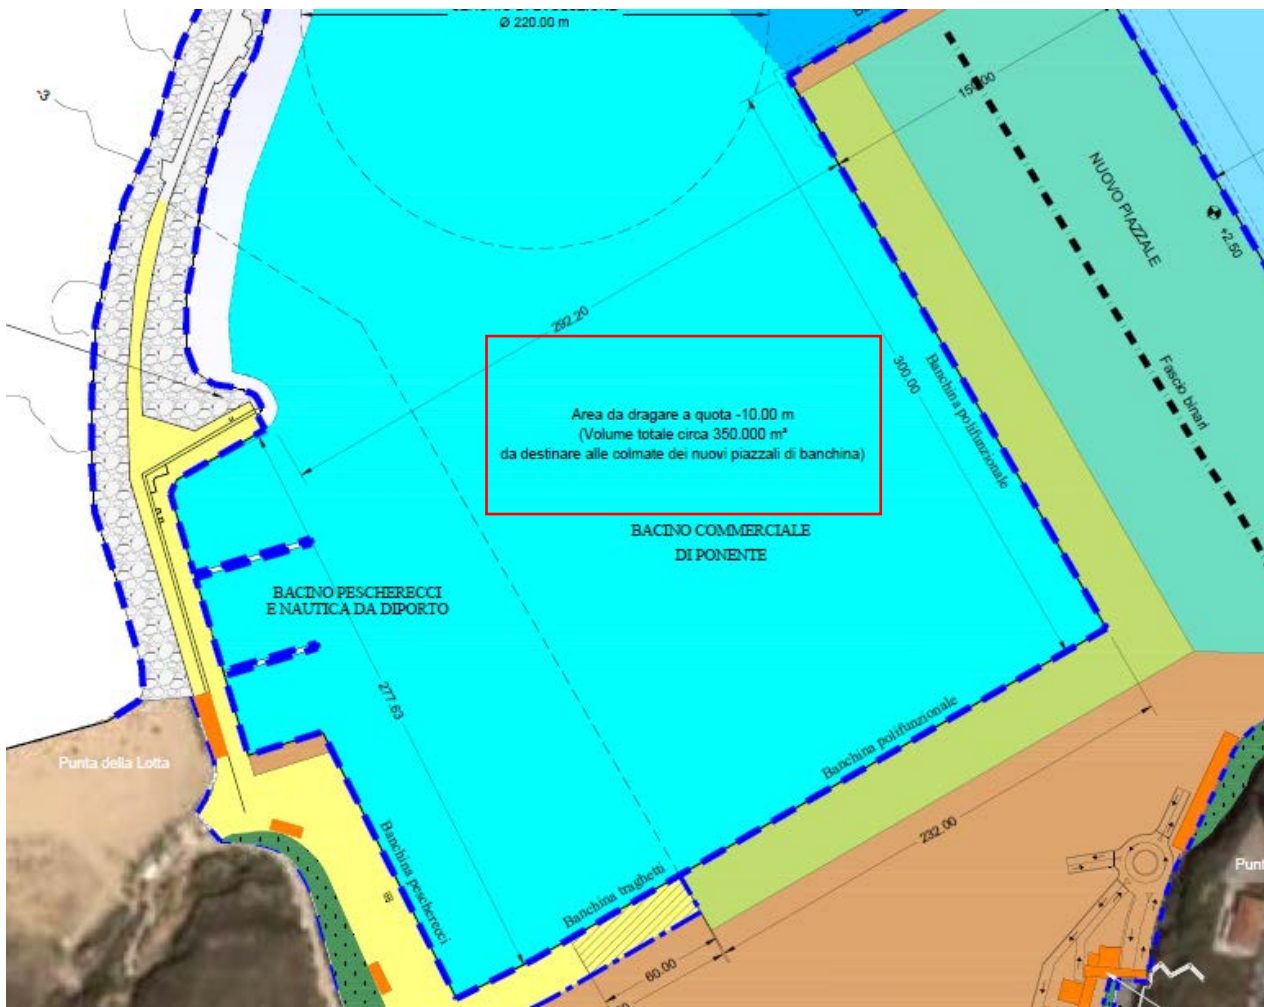 Ø 220.00 m
-3
150.00
NUOVO PIAZZALE
+2.50
292.20
300.00
Banchina polifunzionale
Fascio binari
Area da dragare a quota -10.00 m
(Volume totale circa 350.000 m³
da destinare alle colmate dei nuovi piazzali di banchina)
BACINO COMMERCIALE
DI PONENTE
BACINO PESCHERECCI
E NAUTICA DA DIPORTO
277.63
Banchina polifunzionale
Punta della Lotta
232.00
Banchina pescherecci
Banchina traghetti
60.00
Punt